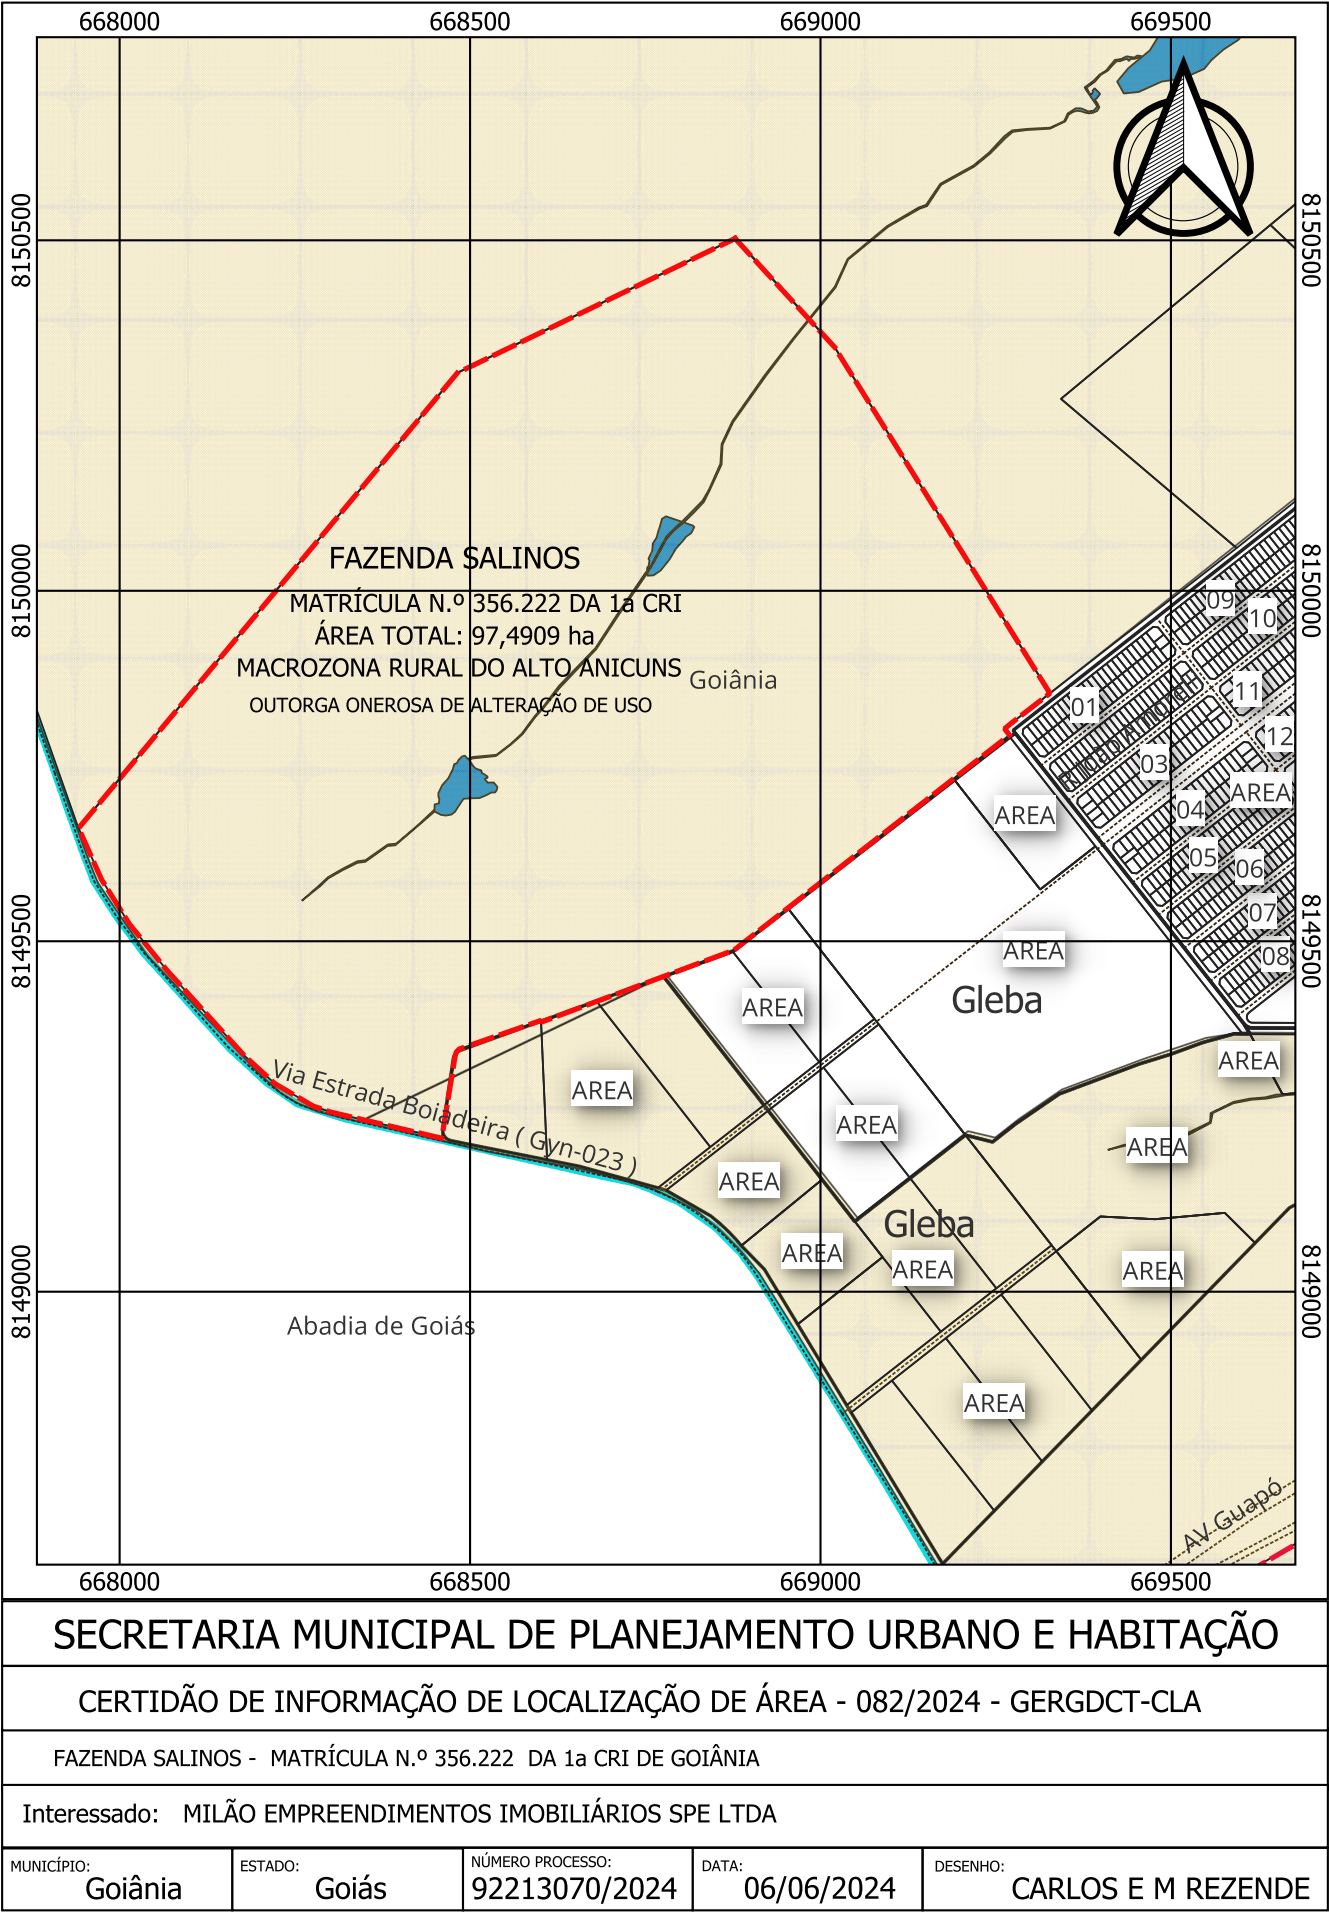 668000 668500 669000 669500
8150500
8150500
FAZENDA SALINOS
MATRÍCULA N.º 356.222 DA 1a CRI
ÁREA TOTAL: 97,4909 ha
MACROZONA RURAL DO ALTO ANICUNS
OUTORGA ONEROSA DE ALTERAÇÃO DE USO
Goiânia
8150000
8150000
09
10
11
01
12
03
AREA
04
AREA
05
06
07
08
8149500
8149500
AREA
Gleba
AREA
AREA
Via Estrada Boiadeira ( Gyn-023 )
AREA
AREA
AREA
AREA
Gleba
AREA
AREA
AREA
8149000
8149000
Abadia de Goiás
AREA
AV Guapó
668000 668500 669000 669500
SECRETARIA MUNICIPAL DE PLANEJAMENTO URBANO E HABITAÇÃO
CERTIDÃO DE INFORMAÇÃO DE LOCALIZAÇÃO DE ÁREA - 082/2024 - GERGDCT-CLA
FAZENDA SALINOS - MATRÍCULA N.º 356.222 DA 1a CRI DE GOIÂNIA
Interessado: MILÃO EMPREENDIMENTOS IMOBILIÁRIOS SPE LTDA
MUNICÍPIO: Goiânia
ESTADO: Goiás
NÚMERO PROCESSO: 92213070/2024
DATA: 06/06/2024
DESENHO: CARLOS E M REZENDE